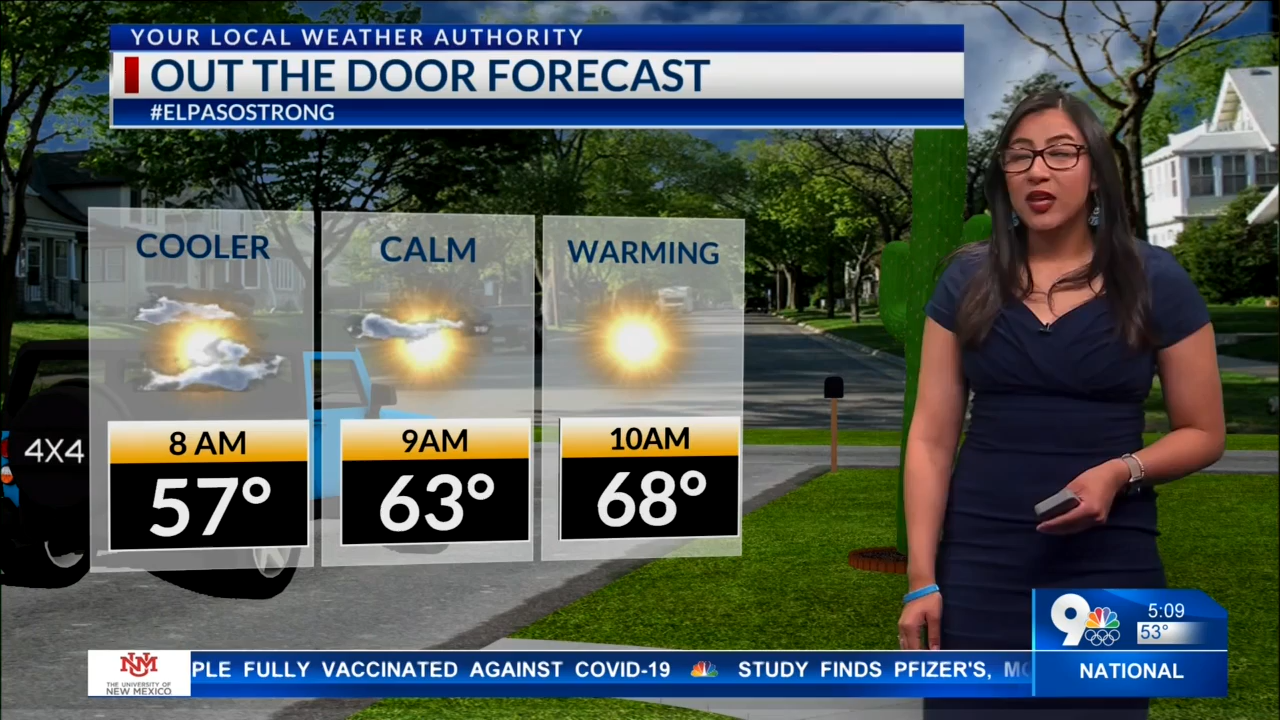 YOUR LOCAL WEATHER AUTHORITY
OUT THE DOOR FORECAST
#ELPASOSTRONG
COOLER
CALM
WARMING
8 AM
9AM
10AM
57°
63°
68°
4X4
9
5:09
53°
NATIONAL
NM
THE UNIVERSITY OF
NEW MEXICO
PLE FULLY VACCINATED AGAINST COVID-19
STUDY FINDS PFIZER'S,